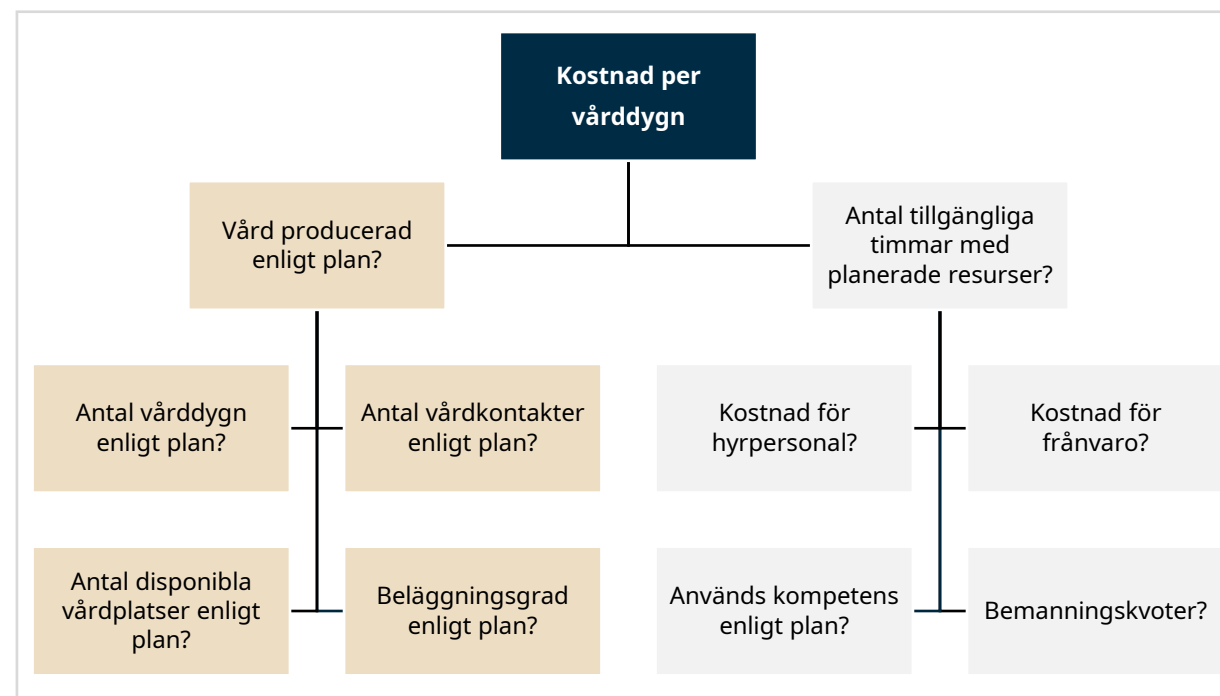 Kostnad per
vårddygn
Vård producerad
enligt plan?
Antal tillgängliga
timmar med
planerade resurser?
Antal vårddygn
enligt plan?
Antal vårdkontakter
enligt plan?
Kostnad för
hyrpersonal?
Kostnad för
frånvaro?
Antal disponibla
vårdplatser enligt
plan?
Beläggningsgrad
enligt plan?
Används kompetens
enligt plan?
Bemanningskvoter?